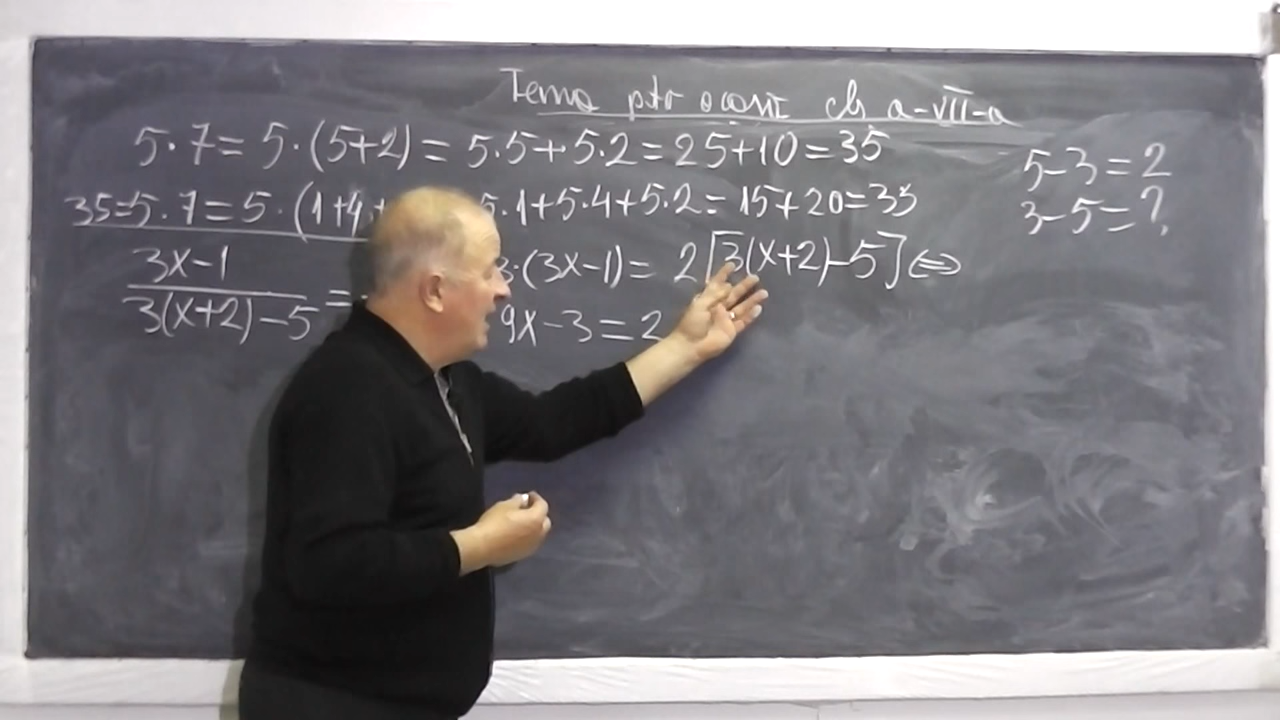 Tema ptr acasă cls a-VII-a
5·7=5·(5+2)=5·5+5·2=25+10=35
5-3=2
35=5·7=5·(1+4+ 5·1+5·4+5·2=15+20=35
3-5=?
3x-1
3(x+2)-5 = 3·(3x-1)=2[3(x+2)-5]⇔
9x-3=2